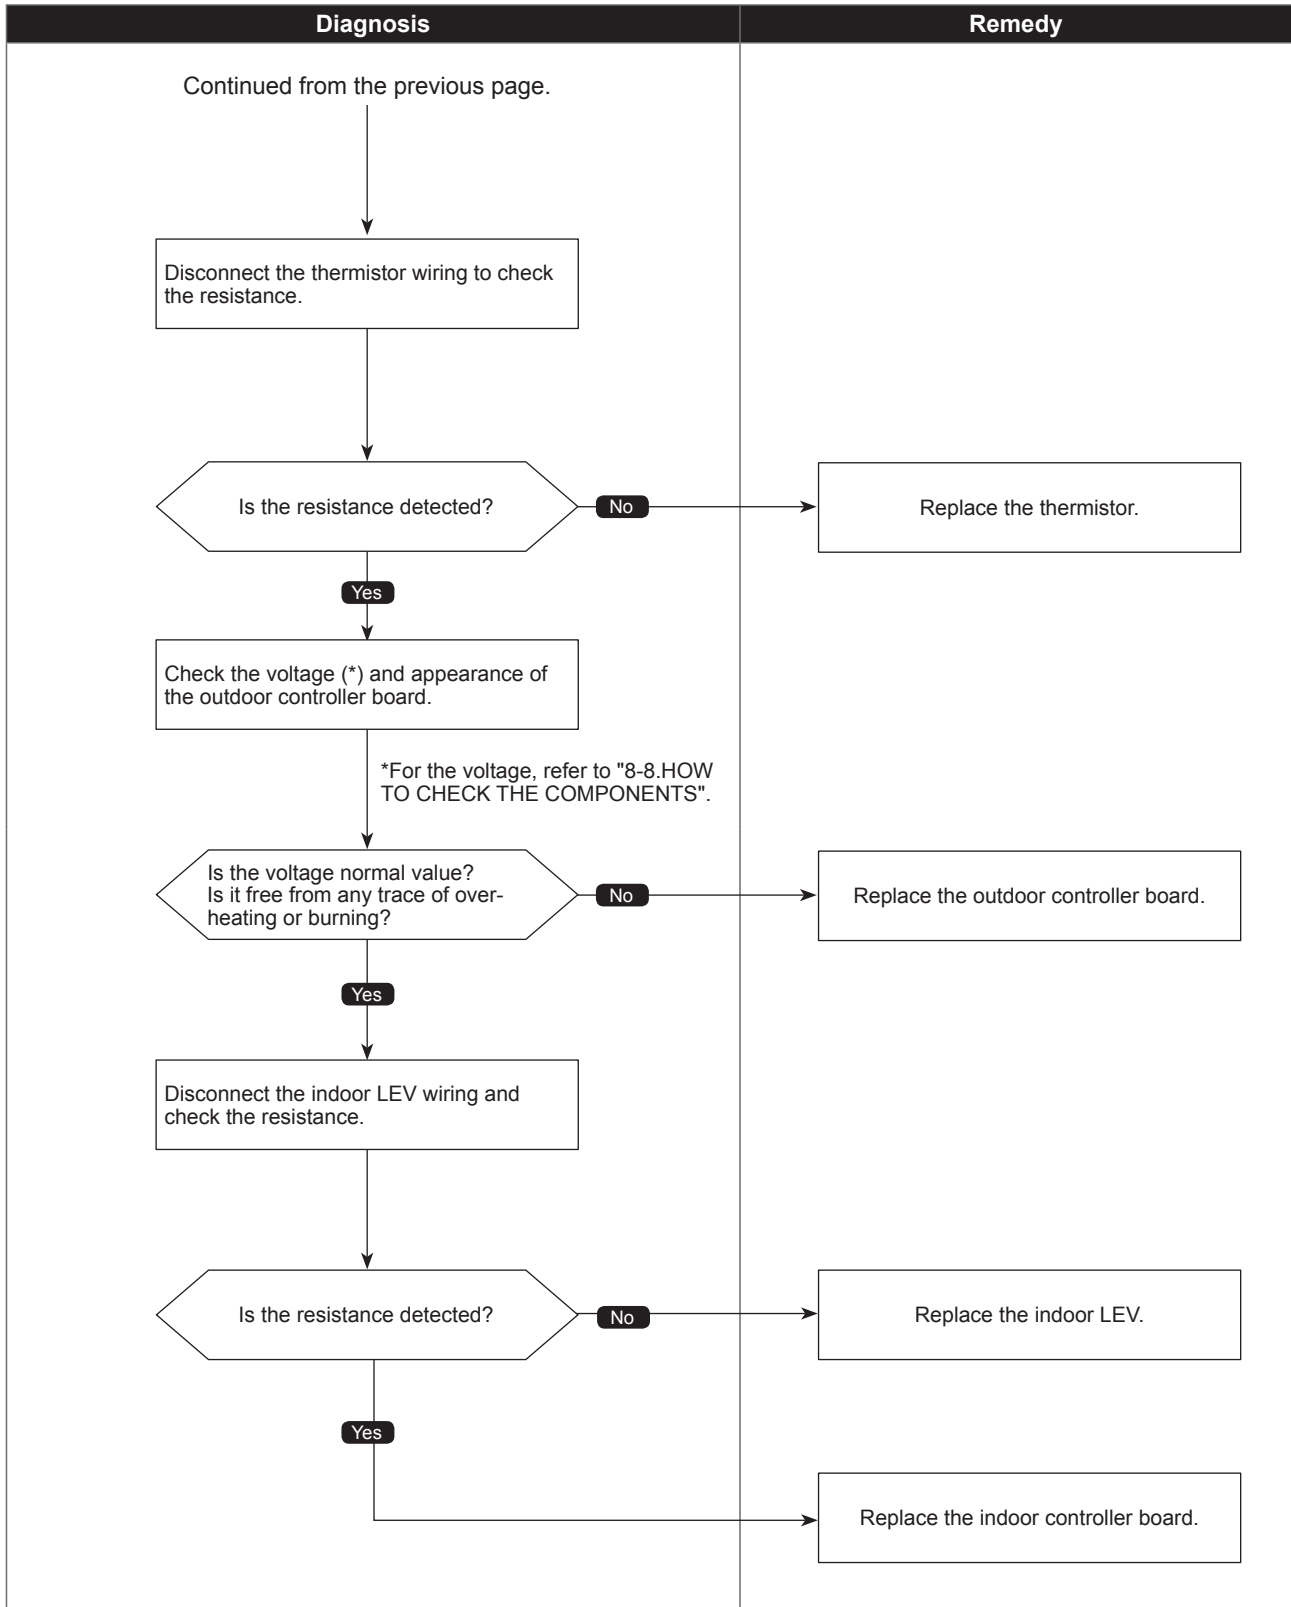 Diagnosis
Remedy
Continued from the previous page.
Disconnect the thermistor wiring to check
the resistance.
Is the resistance detected?
No
Replace the thermistor.
Yes
Check the voltage (*) and appearance of
the outdoor controller board.
*For the voltage, refer to "8-8.HOW
TO CHECK THE COMPONENTS".
Is the voltage normal value?
Is it free from any trace of over-
heating or burning?
No
Replace the outdoor controller board.
Yes
Disconnect the indoor LEV wiring and
check the resistance.
Is the resistance detected?
No
Replace the indoor LEV.
Yes
Replace the indoor controller board.